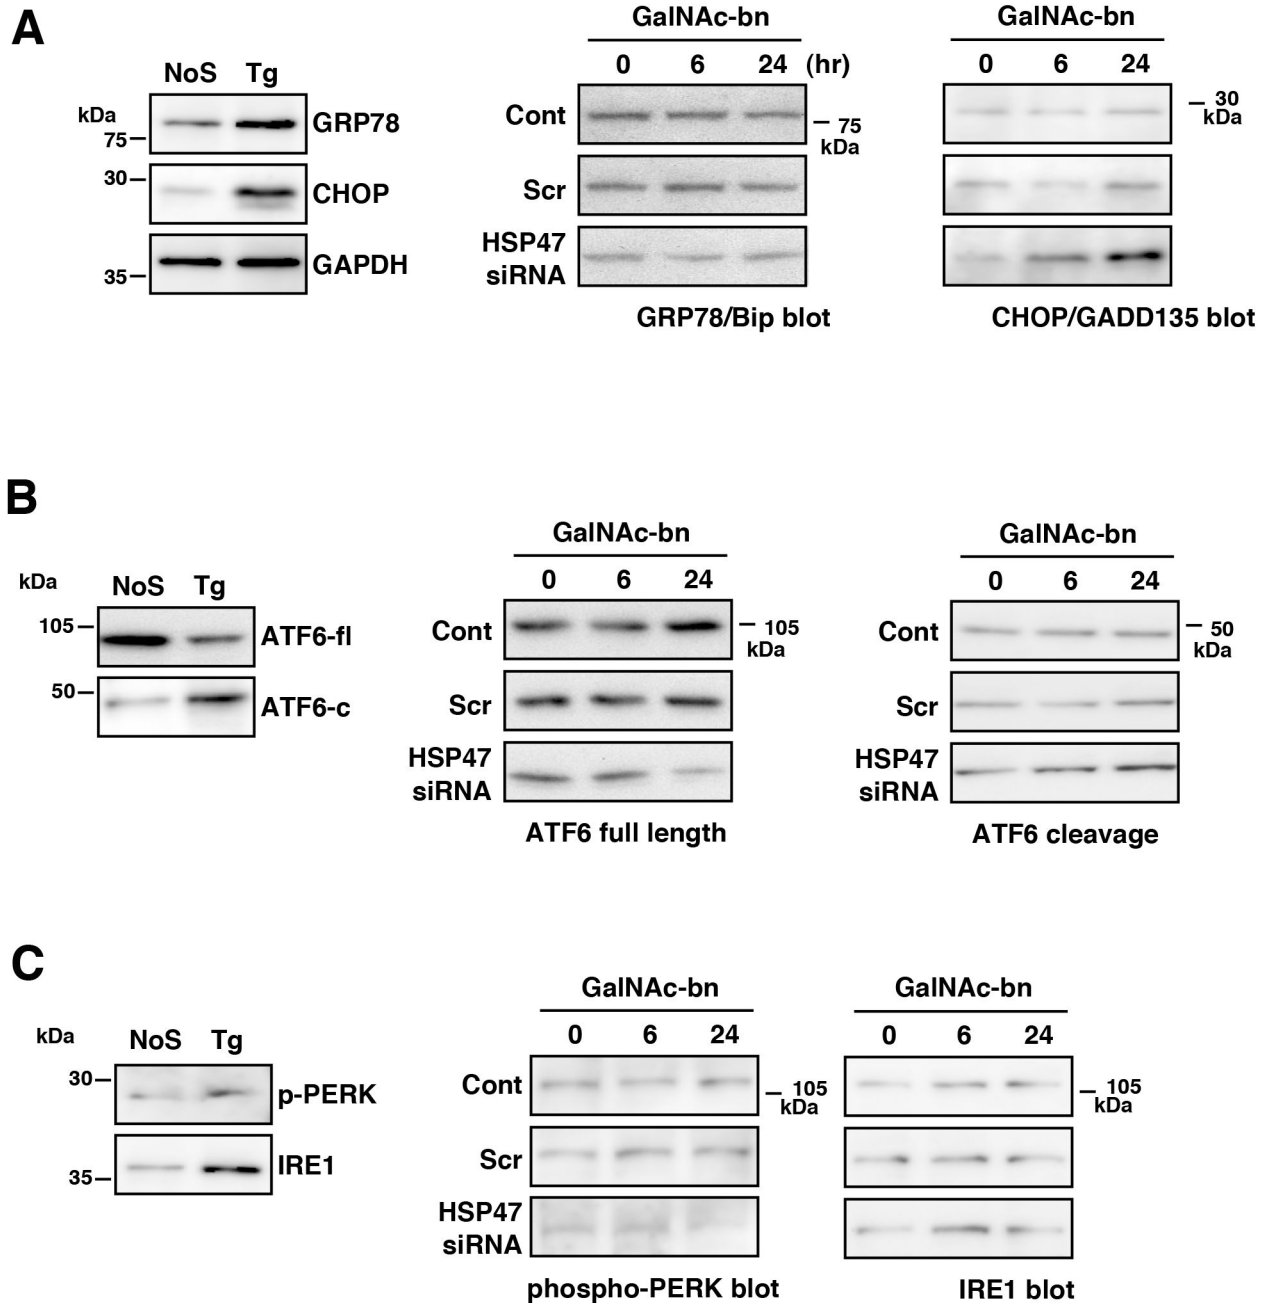 A
GalNAc-bn
GalNAc-bn
NoS Tg
0 6 24 (hr)
0 6 24
kDa
75
GRP78
30
CHOP
35
GAPDH
Cont
75
kDa
Scr
HSP47
siRNA
GRP78/Bip blot
30
kDa
CHOP/GADD135 blot
B
GalNAc-bn
GalNAc-bn
kDa
NoS Tg
0 6 24
0 6 24
105
ATF6-fl
50
ATF6-c
Cont
105
kDa
Scr
HSP47
siRNA
ATF6 full length
Cont
50
kDa
Scr
HSP47
siRNA
ATF6 cleavage
C
GalNAc-bn
GalNAc-bn
kDa
NoS Tg
0 6 24
0 6 24
30
p-PERK
35
IRE1
Cont
105
kDa
Scr
HSP47
siRNA
phospho-PERK blot
105
kDa
IRE1 blot